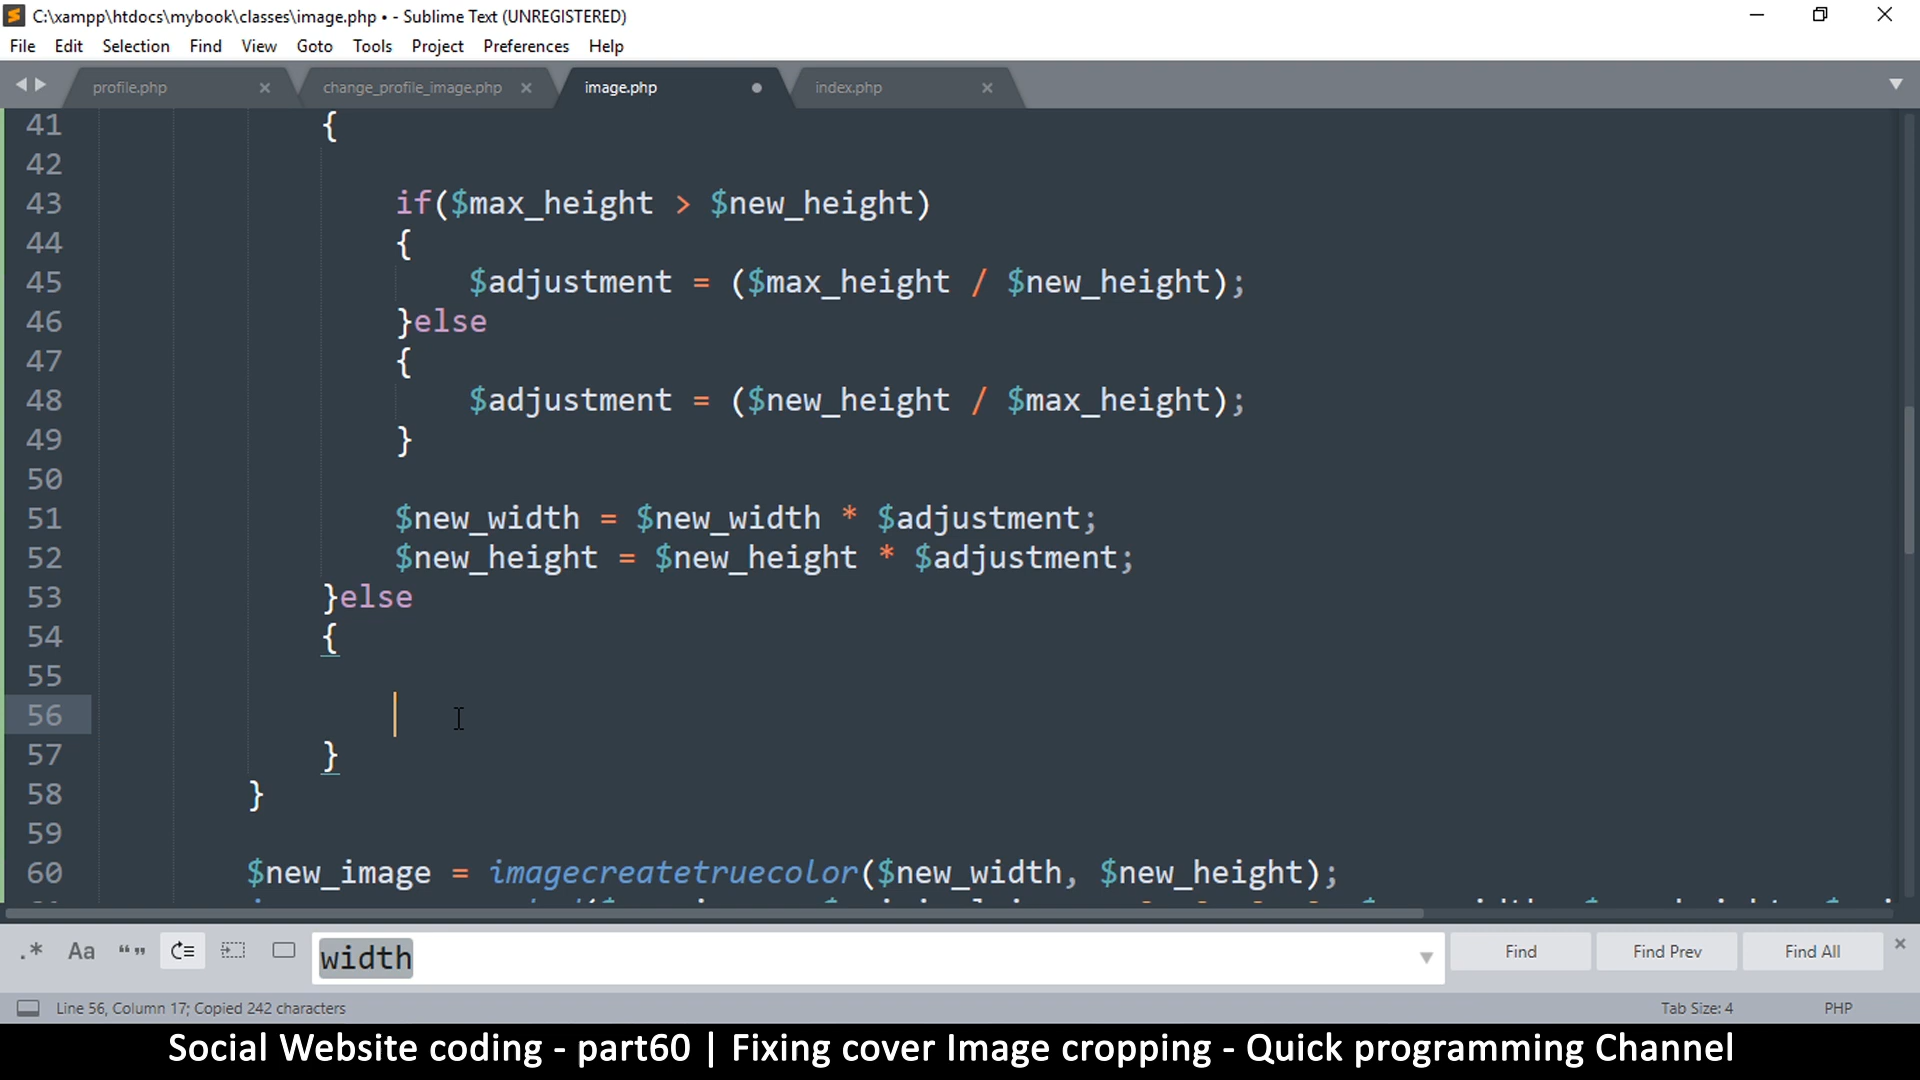 C:\xampp\htdocs\mybook\classes\image.php • - Sublime Text (UNREGISTERED)
File Edit Selection Find View Goto Tools Project Preferences Help
profile.php change_profile_image.php image.php index.php
41 {
42
43 if($max_height > $new_height)
44 {
45 $adjustment = ($max_height / $new_height);
46 }else
47 {
48 $adjustment = ($new_height / $max_height);
49 }
50
51 $new_width = $new_width * $adjustment;
52 $new_height = $new_height * $adjustment;
53 }else
54 {
55
56
57 }
58 }
59
60 $new_image = imagecreatetruecolor($new_width, $new_height);
.* Aa “” width Find Find Prev Find All
Line 56, Column 17; Copied 242 characters Tab Size: 4 PHP
Social Website coding - part60 | Fixing cover Image cropping - Quick programming Channel